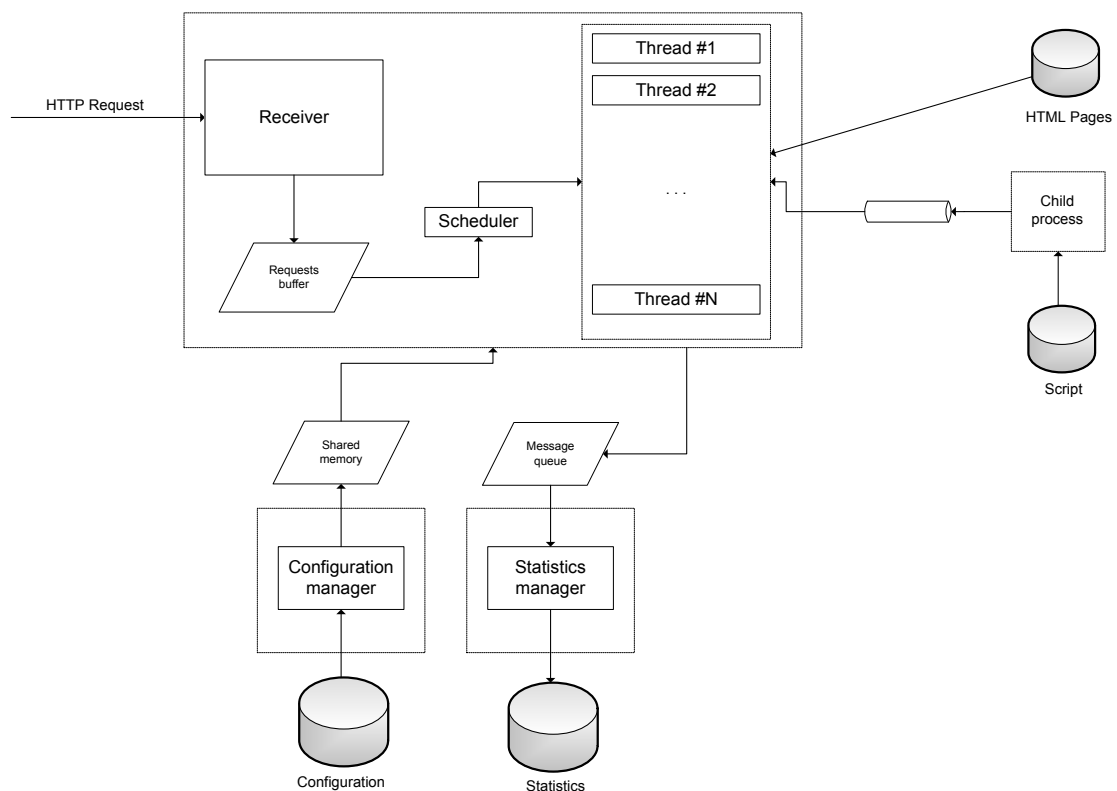 Thread #1
Thread #2
HTTP Request
Receiver
HTML Pages
. . .
Scheduler
Child
process
Requests
buffer
Thread #N
Script
Shared
memory
Message
queue
Configuration
manager
Statistics
manager
Configuration
Statistics